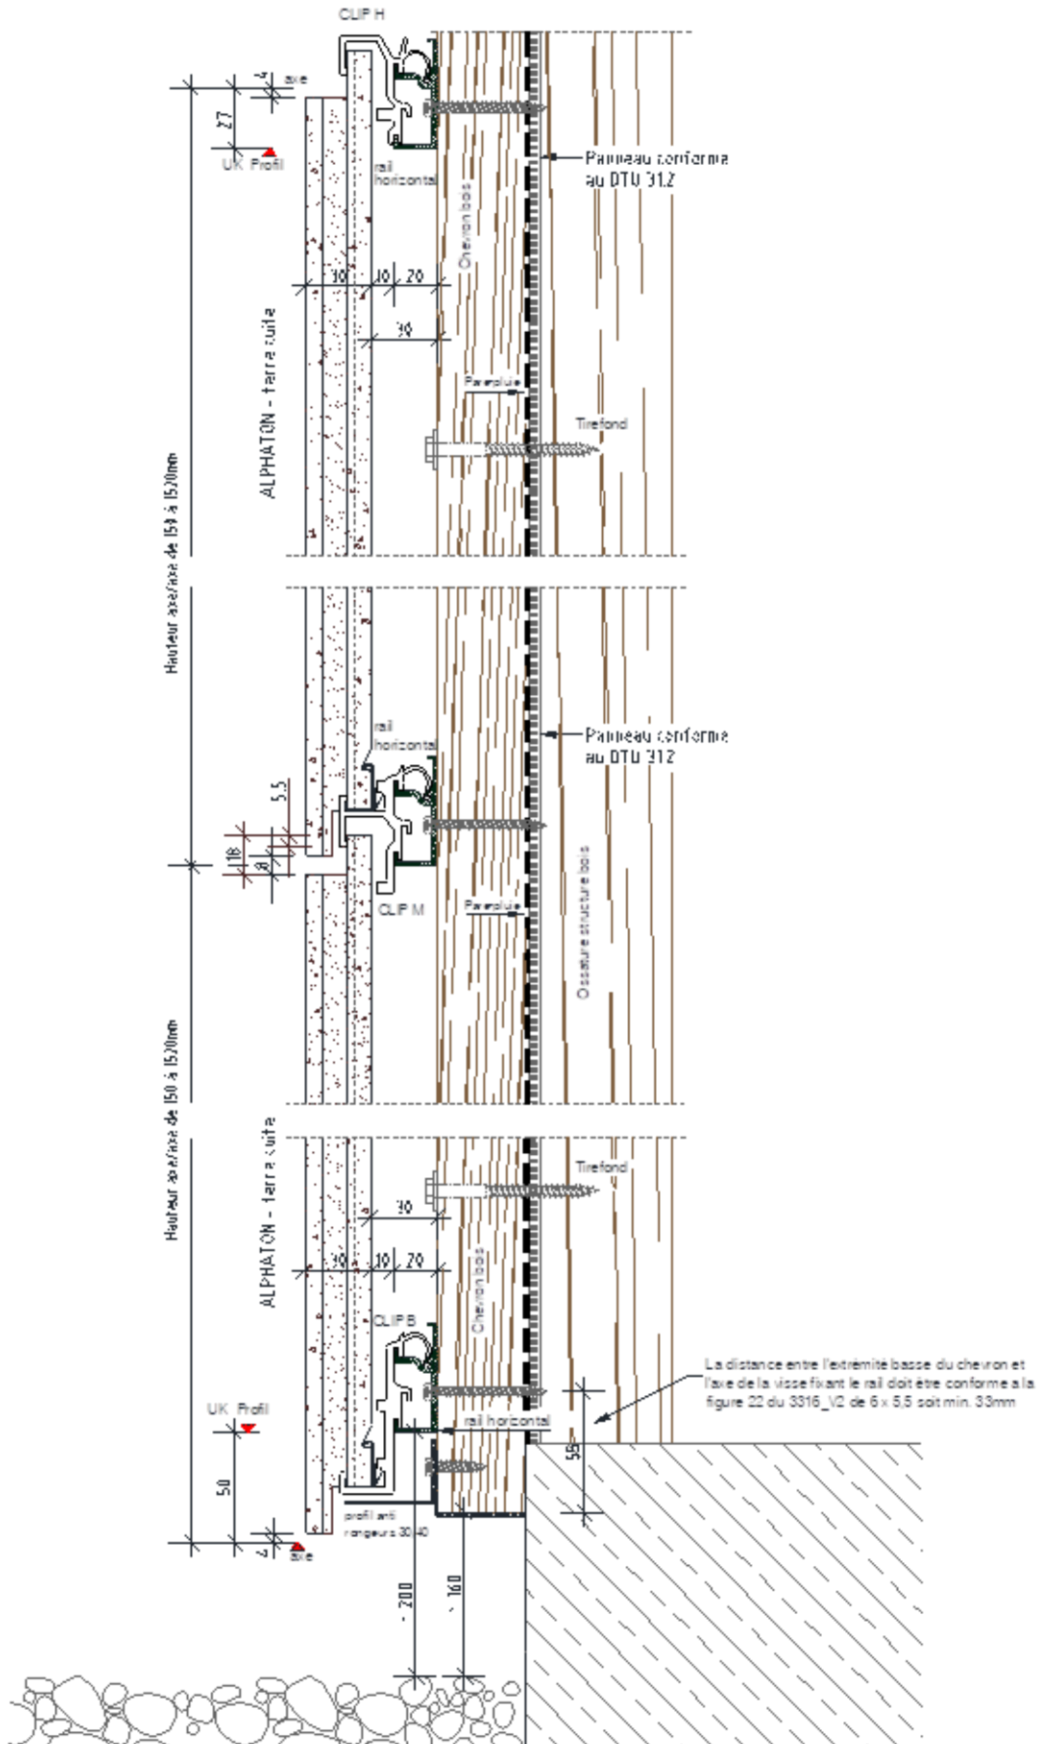 CLIP H
4
axe
27
UK Profil
rail
horizontal
Panneau conforme
au DTU 31.2
Chevron bois
30
10
20
30
ALPHATON - terre cuite
Parepluie
Tirefond
Hauteur axe/axe de 150 à 1520mm
rail
horizontal
Panneau conforme
au DTU 31.2
5.5
18
8
CLIP M
Parepluie
Ossature structure bois
Hauteur axe/axe de 150 à 1520mm
ALPHATON - terre cuite
Tirefond
30
30
10
20
Chevron bois
CLIP B
La distance entre l'extrémité basse du chevron et
l'axe de la visse fixant le rail doit être conforme a la
figure 22 du 3316_V2 de 6 x 5,5 soit min. 33mm
UK Profil
rail horizontal
50
profil anti
rongeurs 30/40
4
axe
~ 200
~ 160